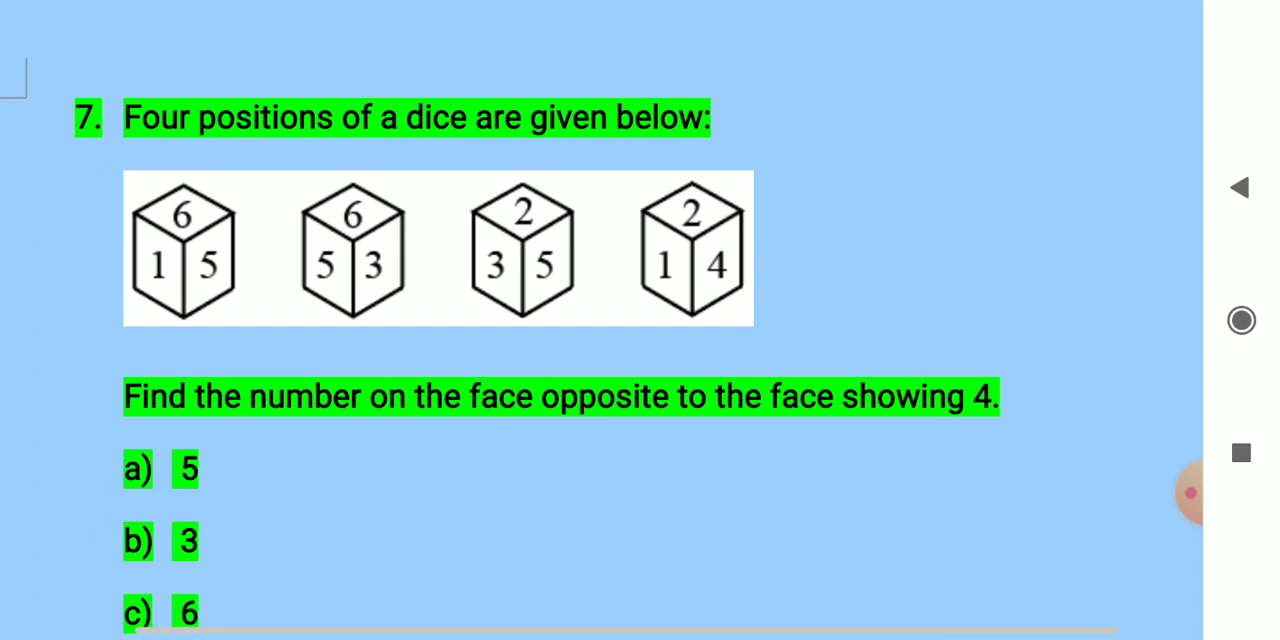 7. Four positions of a dice are given below:
6 6 2 2
1 5 5 3 3 5 1 4
Find the number on the face opposite to the face showing 4.
a) 5
b) 3
c) 6